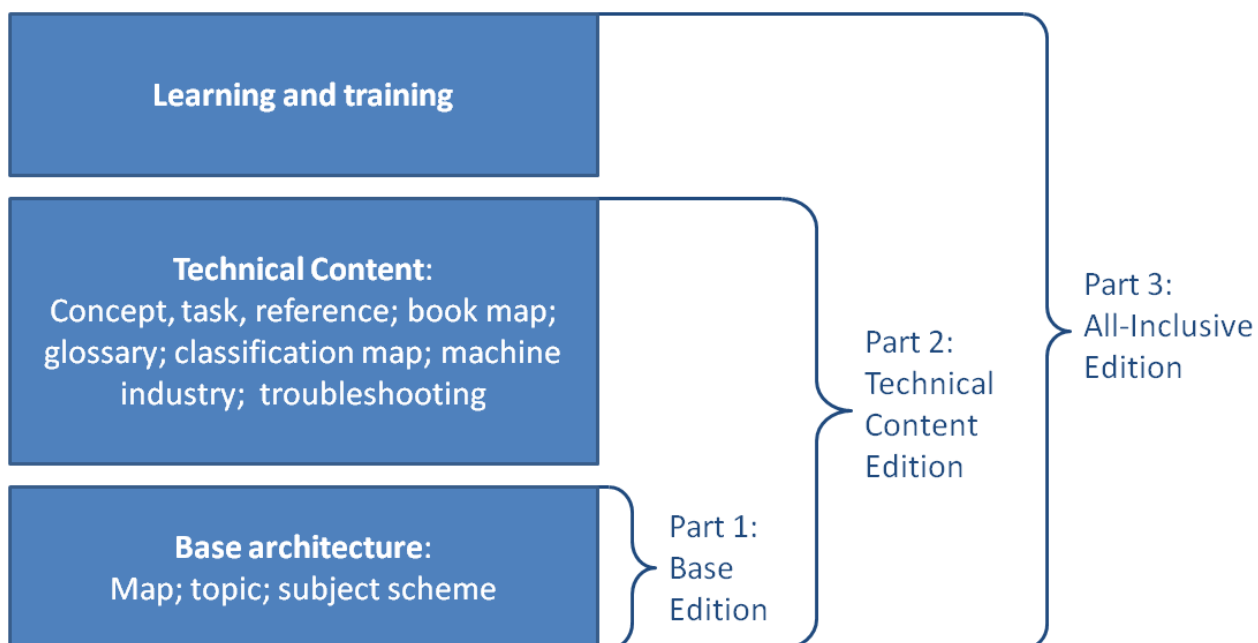 Learning and training
Technical Content:
Concept, task, reference; book map;
glossary; classification map; machine
industry; troubleshooting
Base architecture:
Map; topic; subject scheme
Part 1:
Base
Edition
Part 2:
Technical
Content
Edition
Part 3:
All-Inclusive
Edition